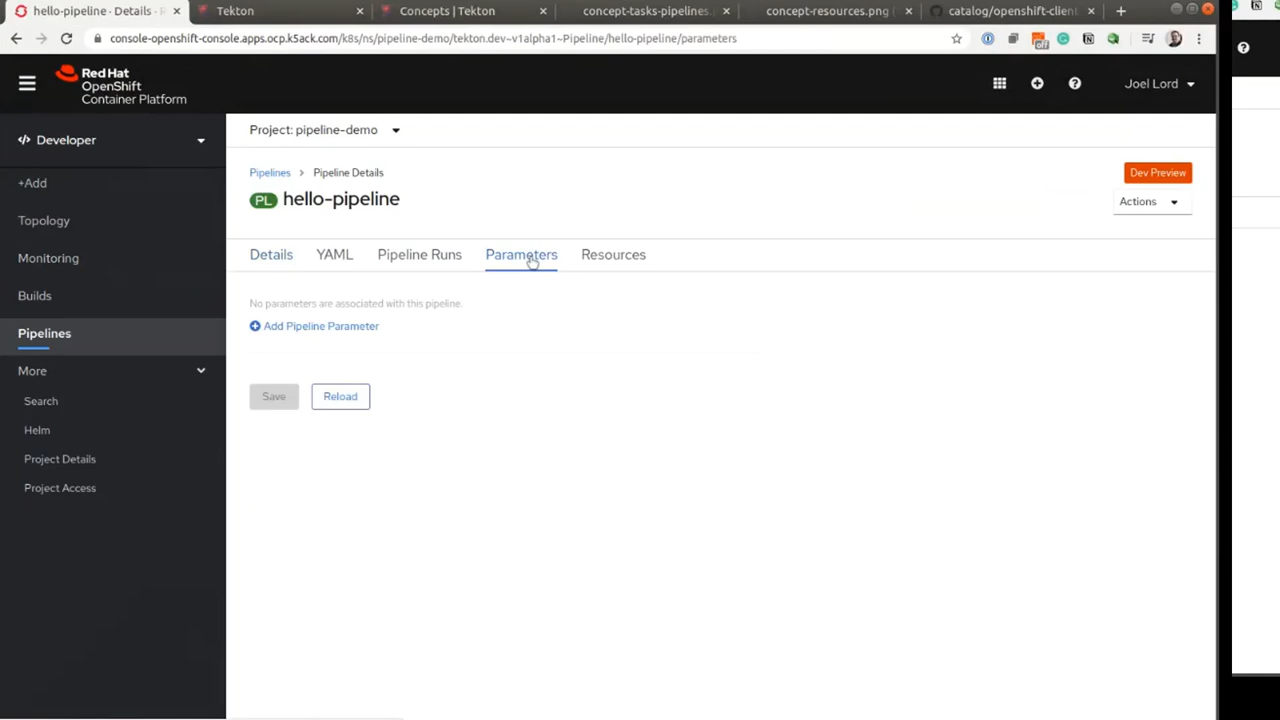 hello-pipeline · Details · R
Tekton
Concepts | Tekton
concept-tasks-pipelines.
concept-resources.png (
catalog/openshift-client
console-openshift-console.apps.ocp.k5ack.com/k8s/ns/pipeline-demo/tekton.dev~v1alpha1~Pipeline/hello-pipeline/parameters
off
Red Hat
OpenShift
Container Platform
Joel Lord
Developer
+Add
Topology
Monitoring
Builds
Pipelines
More
Search
Helm
Project Details
Project Access
Project: pipeline-demo
Pipelines > Pipeline Details
Dev Preview
PL hello-pipeline
Actions
Details YAML Pipeline Runs Parameters Resources
No parameters are associated with this pipeline.
Add Pipeline Parameter
Save Reload